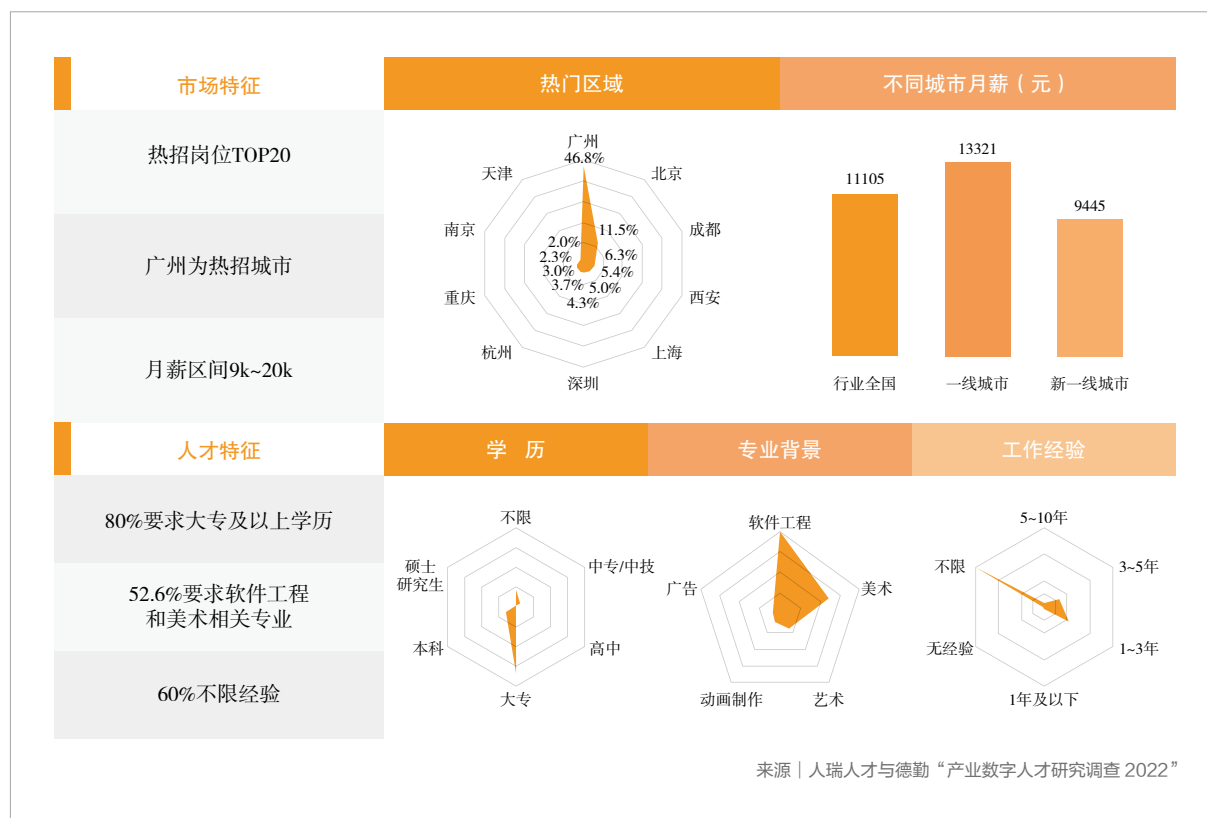 市场特征
热门区域
不同城市月薪（元）
热招岗位TOP20
广州为热招城市
月薪区间9k~20k
广州
46.8%
北京
11.5%
成都
6.3%
西安
5.4%
上海
5.0%
深圳
4.3%
杭州
3.7%
重庆
3.0%
南京
2.3%
天津
2.0%
11105
13321
9445
行业全国
一线城市
新一线城市
人才特征
学 历
专业背景
工作经验
80%要求大专及以上学历
52.6%要求软件工程
和美术相关专业
60%不限经验
不限
中专/中技
高中
大专
本科
硕士
研究生
软件工程
美术
艺术
动画制作
广告
5~10年
3~5年
1~3年
1年及以下
无经验
不限
来源｜人瑞人才与德勤“产业数字人才研究调查 2022”